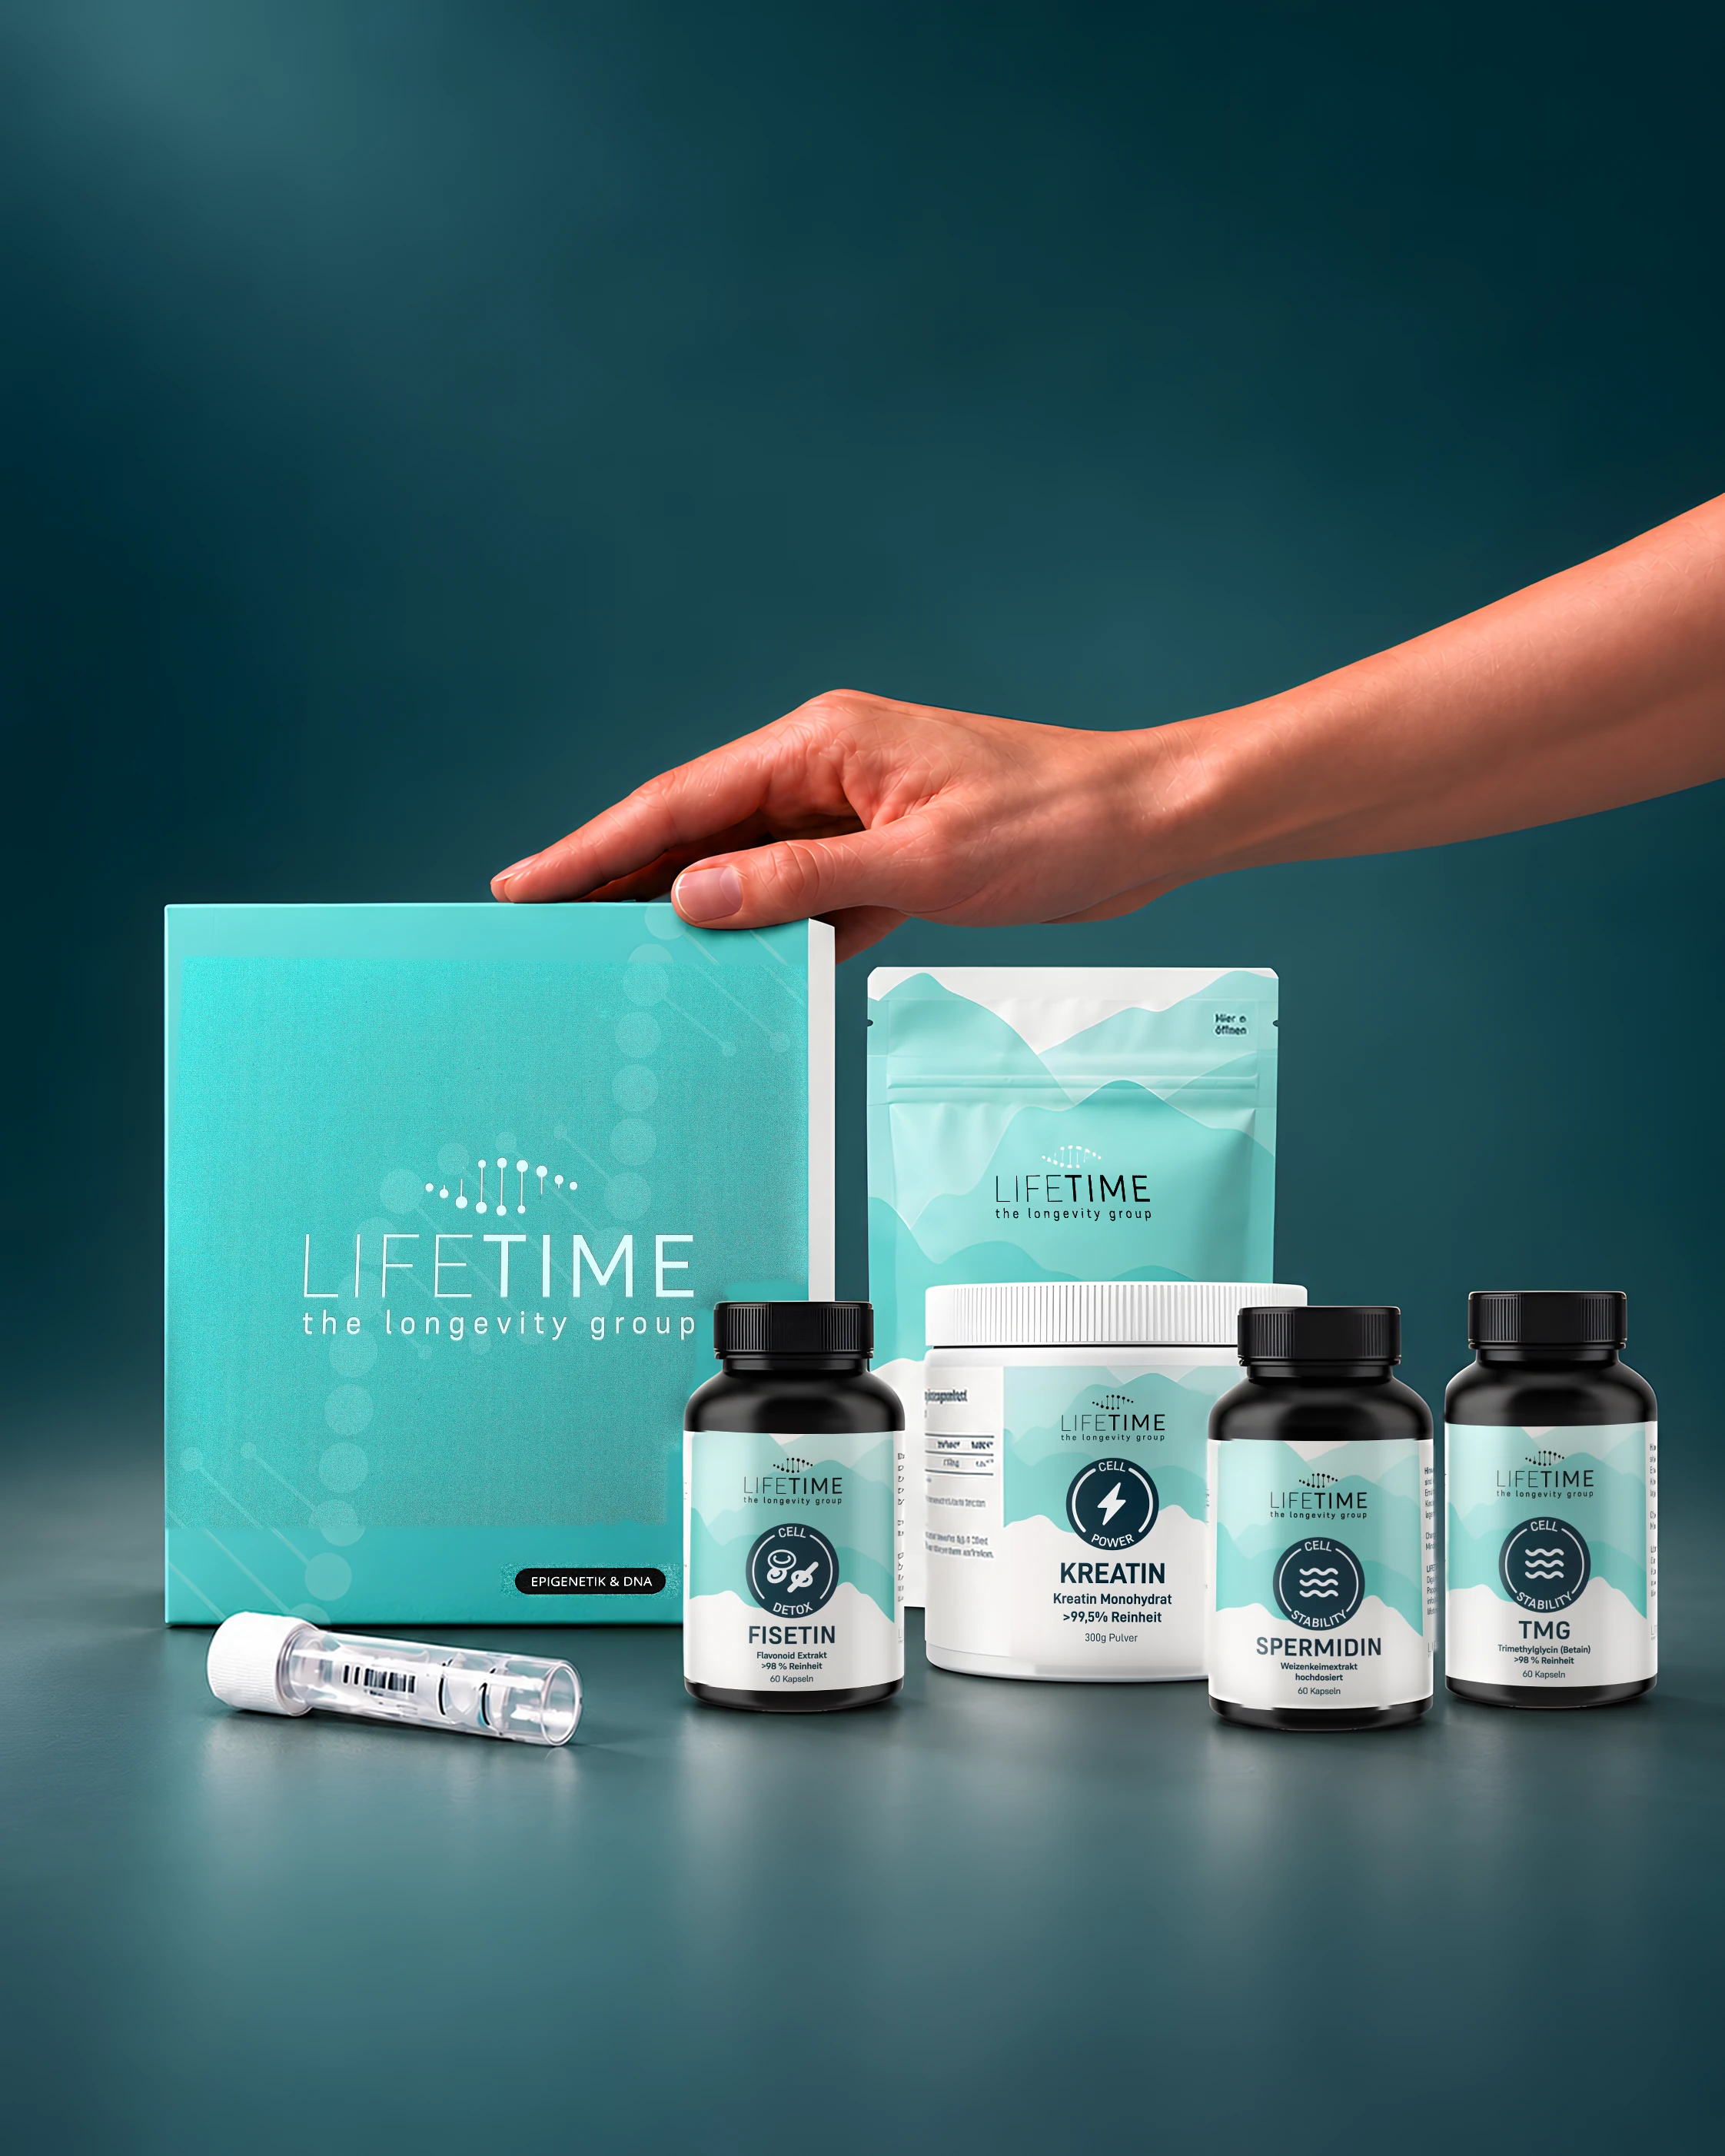 LIFETIME
the longevity group
EPIGENETIK & DNA
Hier
öffnen
LIFETIME
the longevity group
LIFETIME
the longevity group
CELL
DETOX
FISETIN
Flavonoid Extrakt
>98 % Reinheit
60 Kapseln
LIFETIME
the longevity group
CELL
POWER
KREATIN
Kreatin Monohydrat
>99,5% Reinheit
300g Pulver
LIFETIME
the longevity group
CELL
STABILITY
SPERMIDIN
Weizenkeimextrakt
hochdosiert
60 Kapseln
LIFETIME
the longevity group
CELL
STABILITY
TMG
Trimethylglycin (Betain)
>98 % Reinheit
60 Kapseln